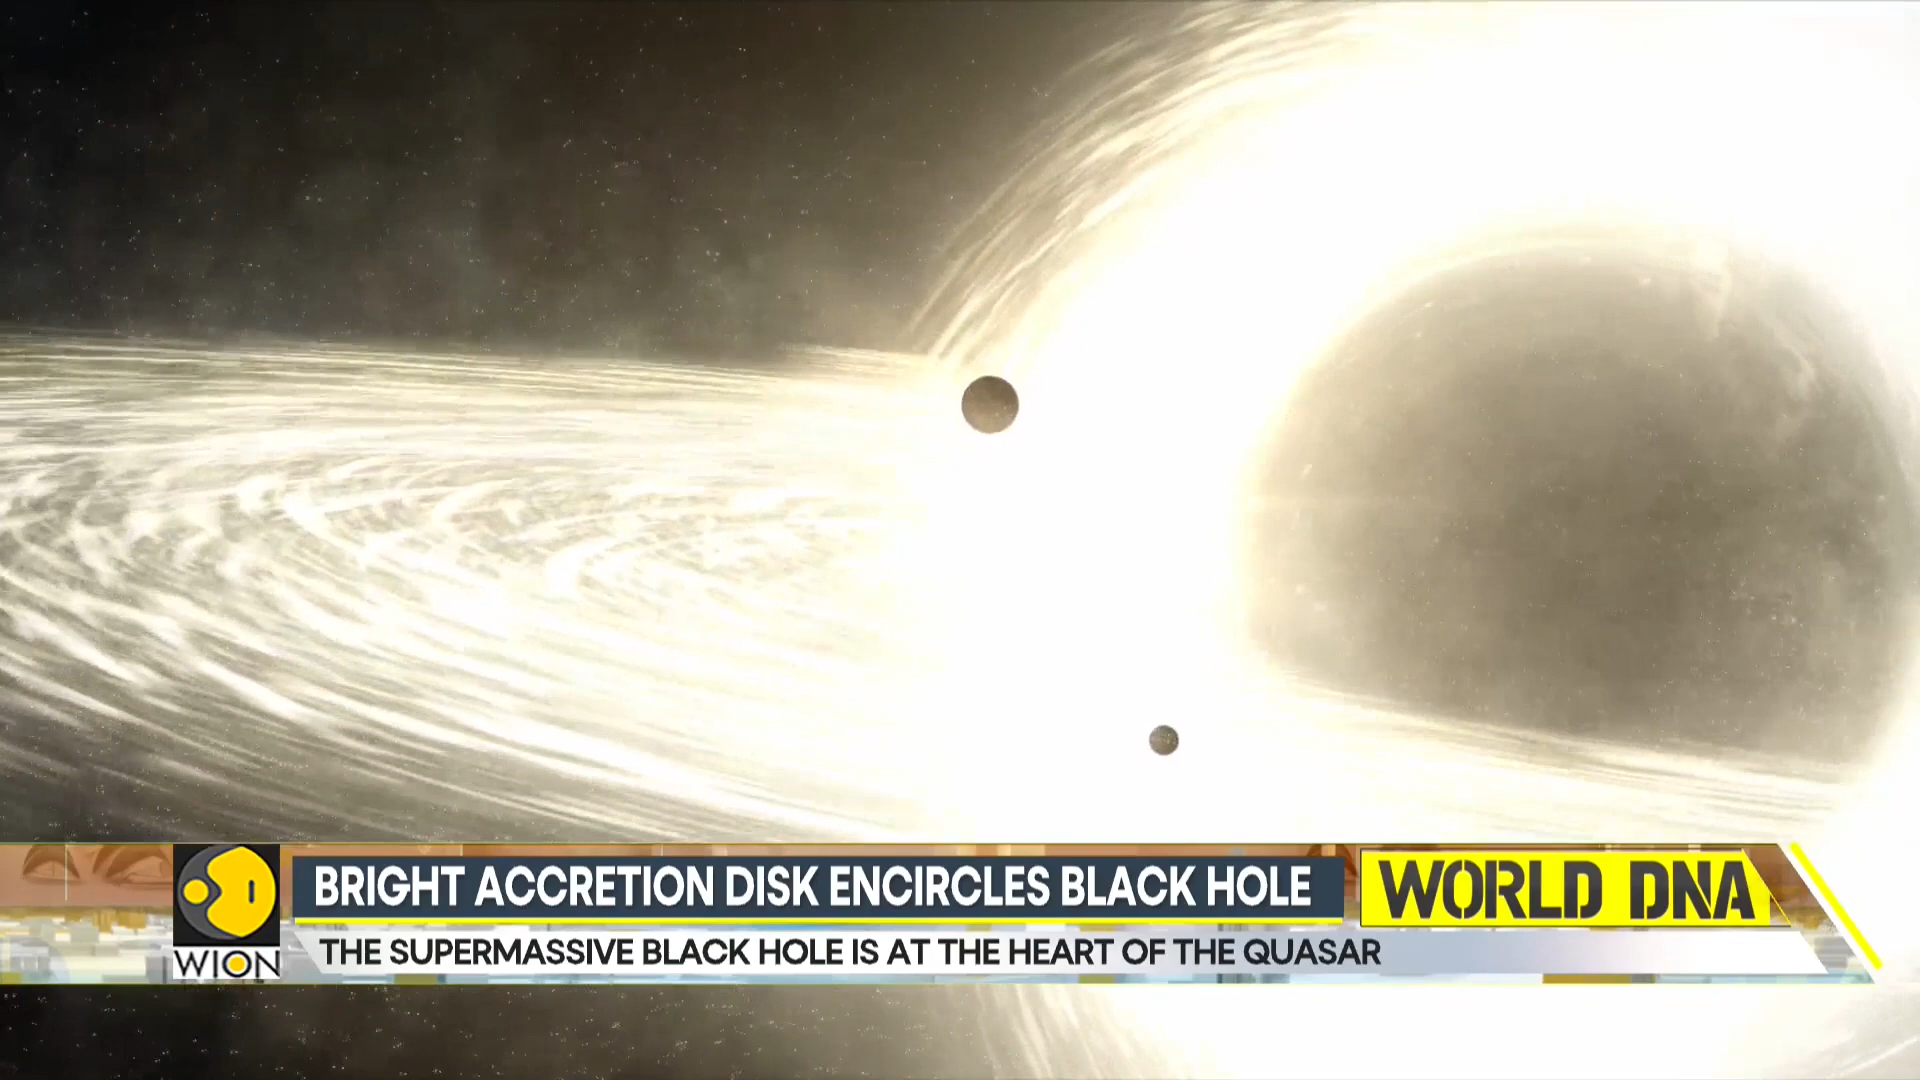 BRIGHT ACCRETION DISK ENCIRCLES BLACK HOLE
WORLD DNA
THE SUPERMASSIVE BLACK HOLE IS AT THE HEART OF THE QUASAR
WION